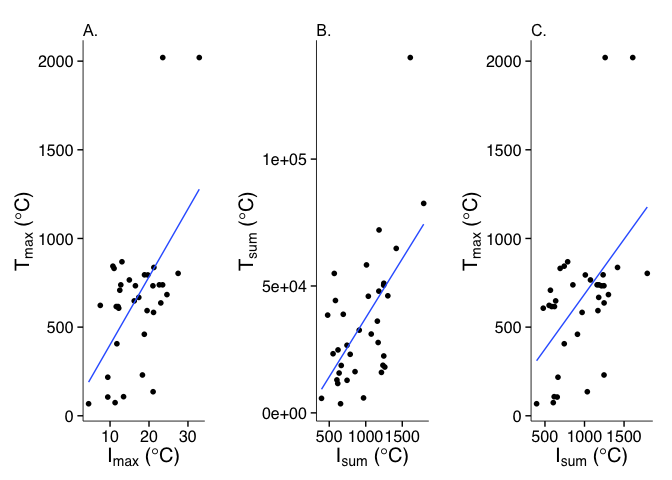 A.
2000
1500
1000
500
0
10 20 30
Tmax (°C)
Imax (°C)
B.
1e+05
5e+04
0e+00
500 1000 1500
Tsum (°C)
Isum (°C)
C.
2000
1500
1000
500
0
500 1000 1500
Tmax (°C)
Isum (°C)